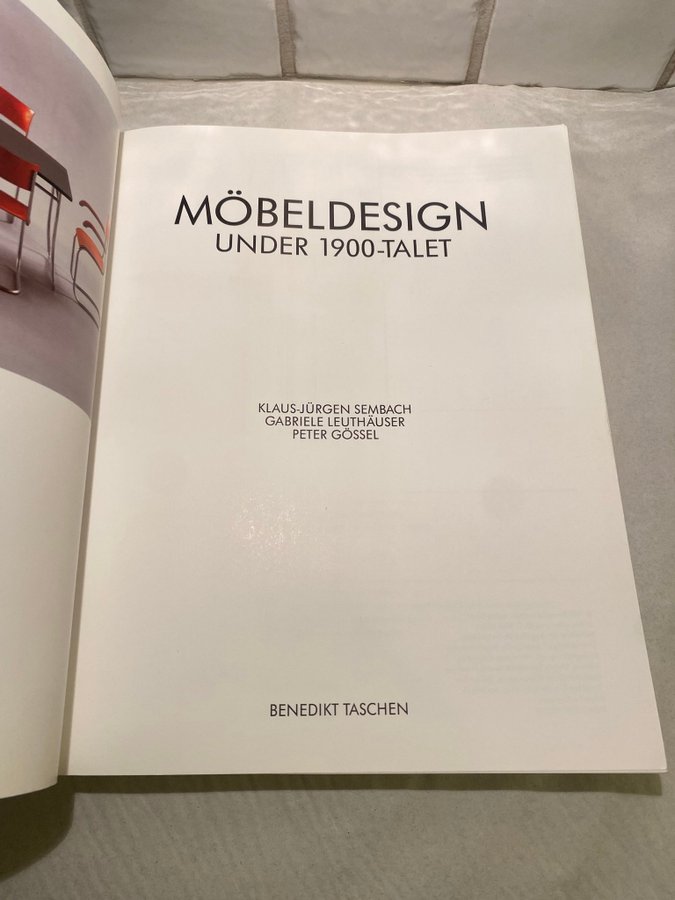 MÖBELDESIGN
UNDER 1900-TALET
KLAUS-JÜRGEN SEMBACH
GABRIELE LEUTHÄUSER
PETER GÖSSEL
BENEDIKT TASCHEN